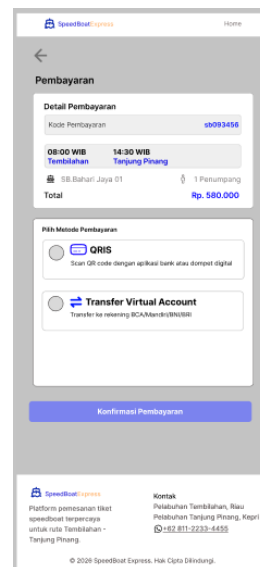 SpeedBoatExpress Home
Pembayaran
Detail Pembayaran
Kode Pembayaran sb093456
08:00 WIB 14:30 WIB
Tembilahan Tanjung Pinang
SB.Bahari Jaya 01 1 Penumpang
Total Rp. 580.000
Pilih Metode Pembayaran
QRIS
Scan QR code dengan aplikasi bank atau dompet digital
Transfer Virtual Account
Transfer ke rekening BCA/Mandiri/BNI/BRI
Konfirmasi Pembayaran
SpeedBoatExpress
Platform pemesanan tiket
speedboat terpercaya
untuk rute Tembilahan -
Tanjung Pinang.
Kontak
Pelabuhan Tembilahan, Riau
Pelabuhan Tanjung Pinang, Kepri
+62 811-2233-4455
© 2026 SpeedBoat Express. Hak Cipta Dilindungi.